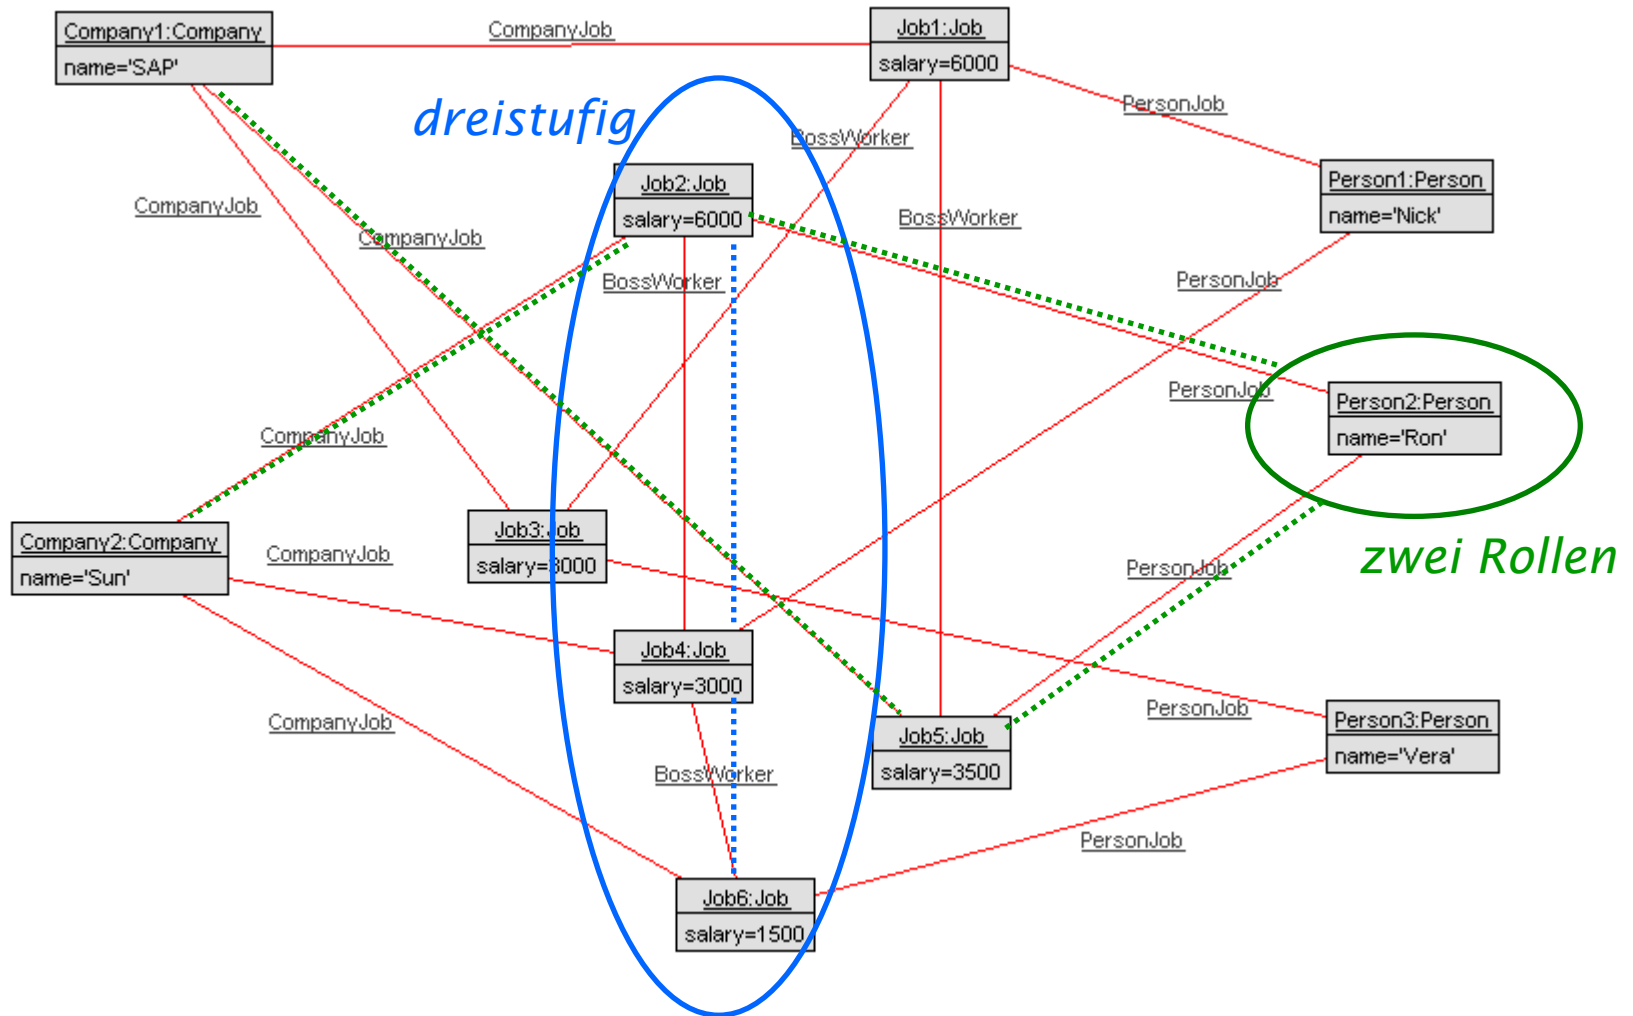 Company1:Company
name='SAP'
CompanyJob
Job1:Job
salary=6000
dreistufig
BossWorker
PersonJob
Job2:Job
salary=6000
Person1:Person
name='Nick'
CompanyJob
CompanyJob
BossWorker
BossWorker
PersonJob
PersonJob
Person2:Person
name='Ron'
CompanyJob
Company2:Company
name='Sun'
CompanyJob
Job3:Job
salary=3000
zwei Rollen
PersonJob
Job4:Job
salary=3000
CompanyJob
PersonJob
Job5:Job
salary=3500
Person3:Person
name='Vera'
BossWorker
PersonJob
Job6:Job
salary=1500